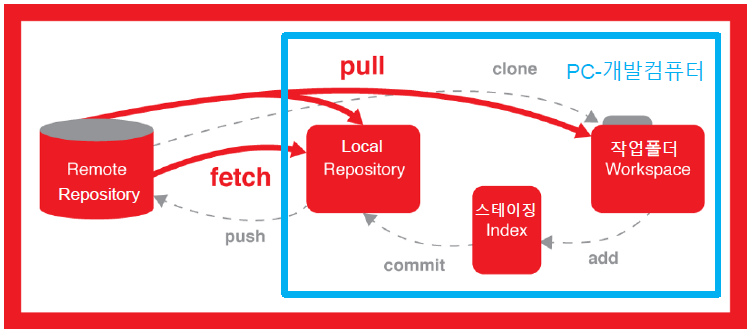 pull
clone
PC-개발컴퓨터
Remote
Repository
fetch
Local
Repository
작업폴더
Workspace
스테이징
Index
push
commit
add